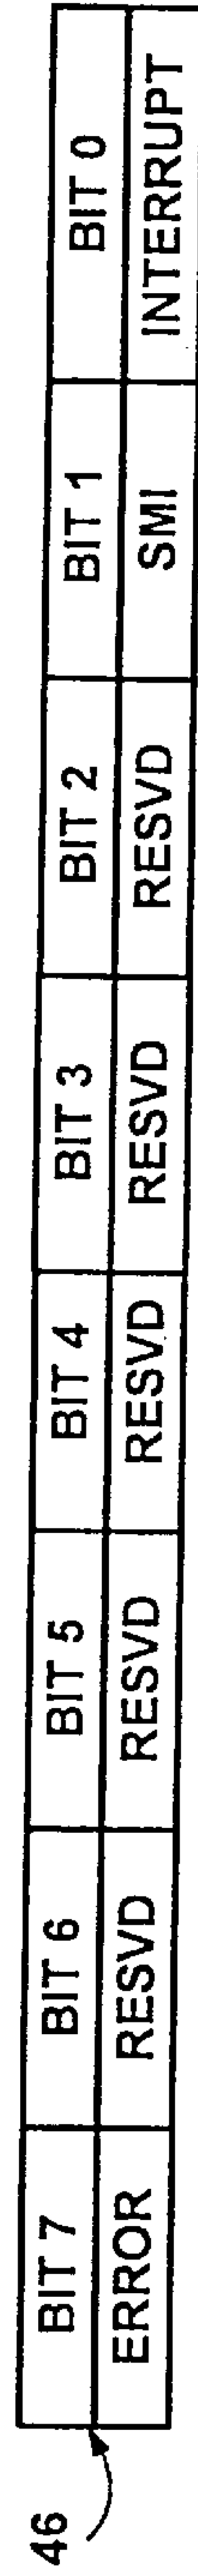 46
BIT 7 BIT 6 BIT 5 BIT 4 BIT 3 BIT 2 BIT 1 BIT 0
ERROR RESVD RESVD RESVD RESVD RESVD SMI INTERRUPT